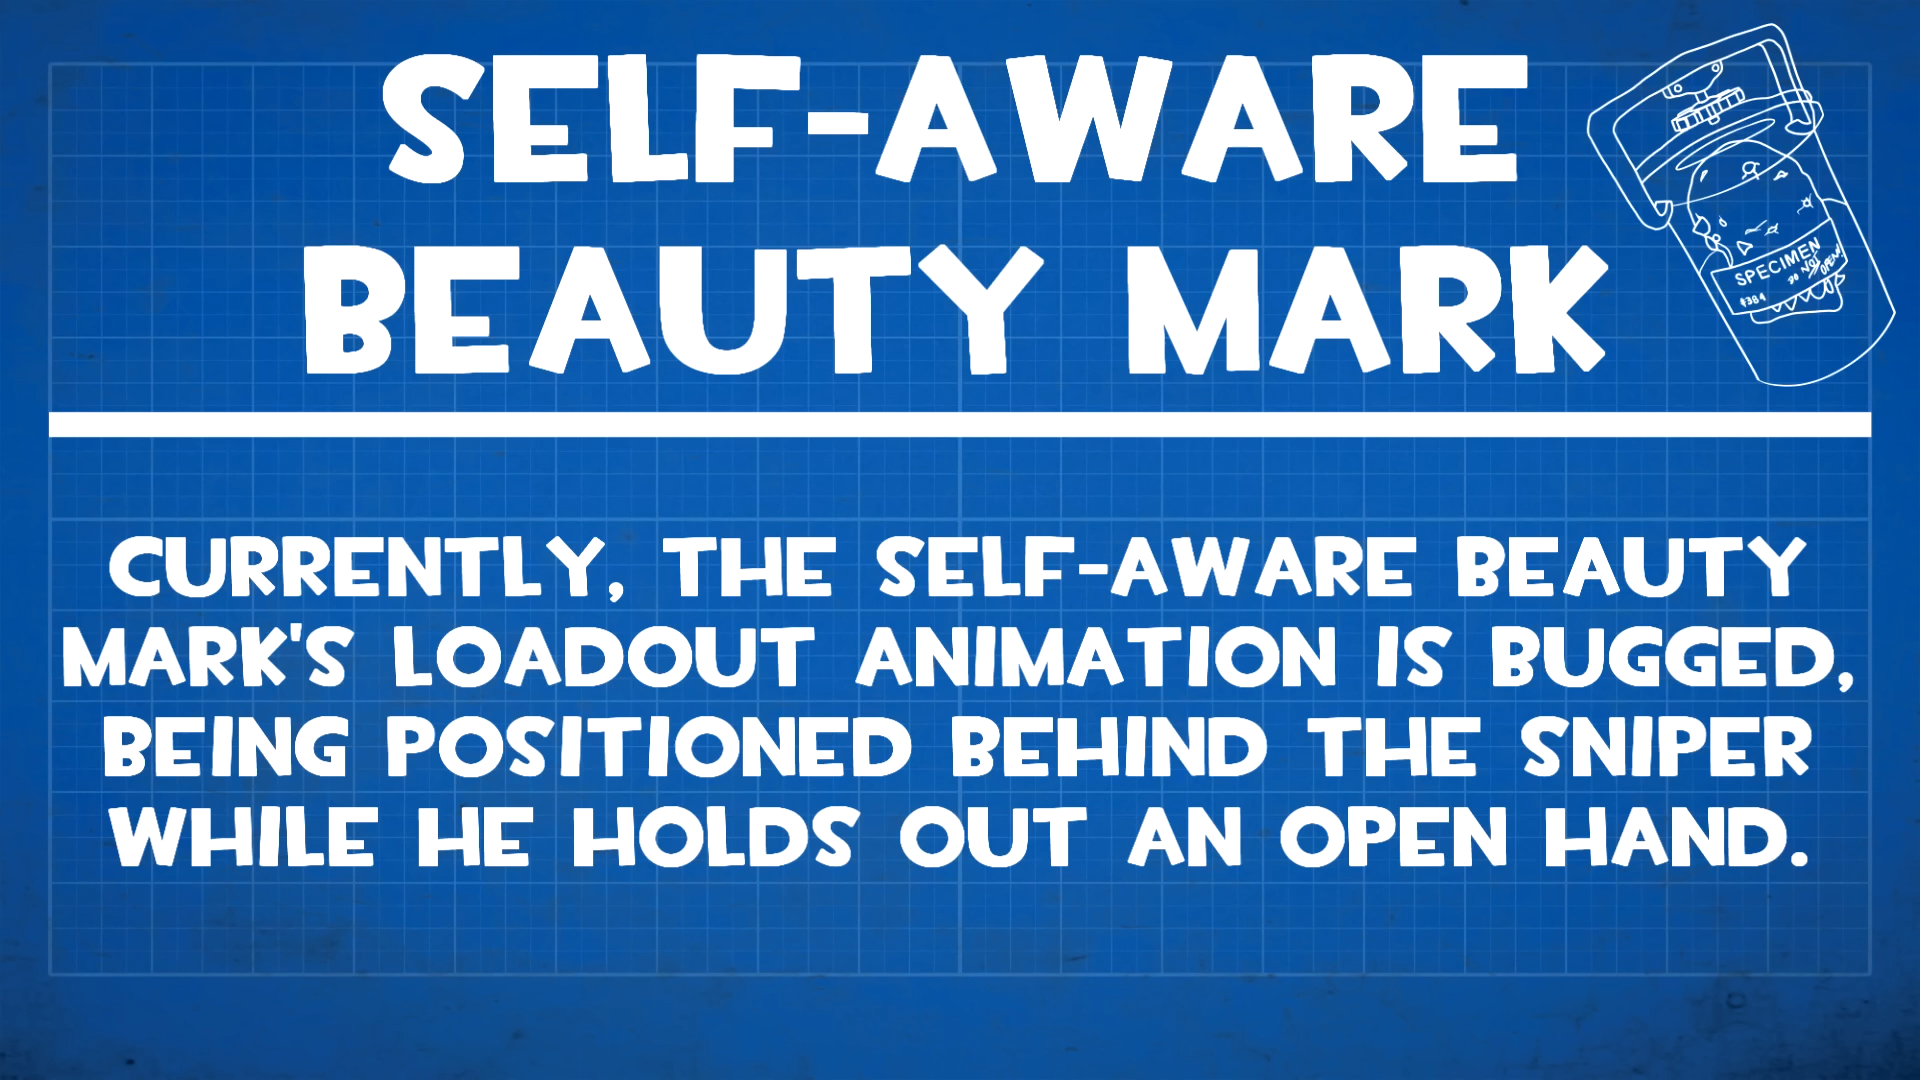 SELF-AWARE
BEAUTY MARK
SPECIMEN
DO NOT
OPEN!
#384
CURRENTLY, THE SELF-AWARE BEAUTY
MARK'S LOADOUT ANIMATION IS BUGGED,
BEING POSITIONED BEHIND THE SNIPER
WHILE HE HOLDS OUT AN OPEN HAND.